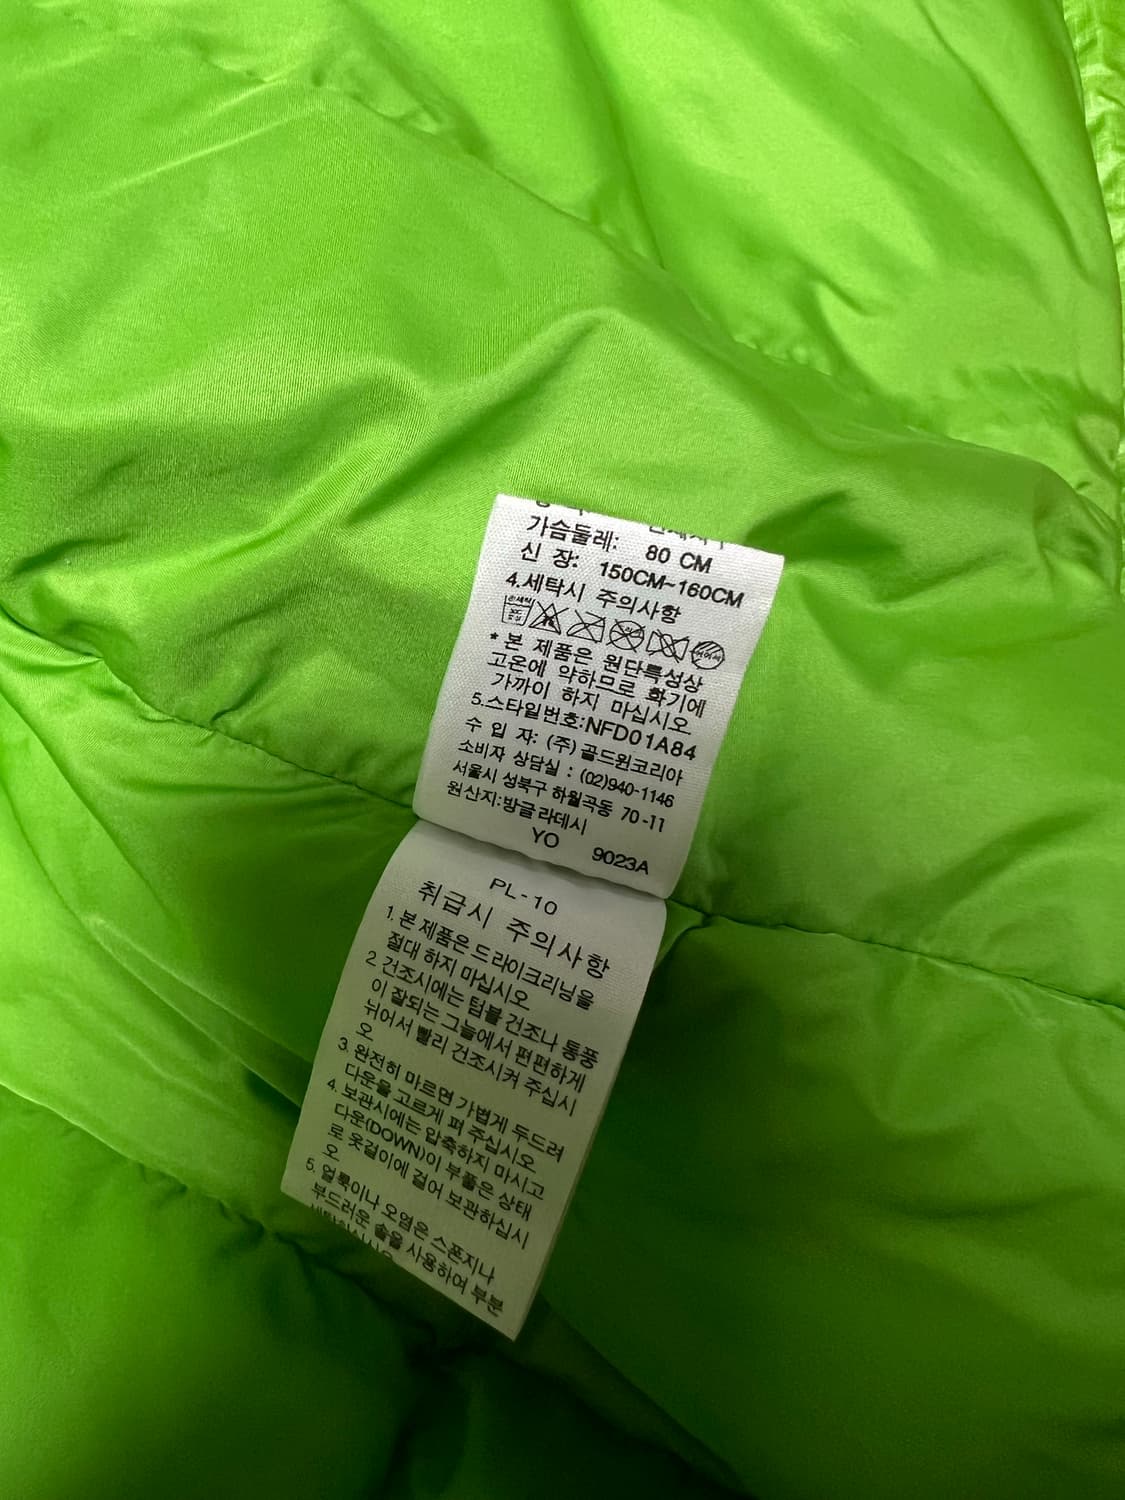 가슴둘레: 80 CM
신 장: 150CM~160CM
4.세탁시 주의사항
* 본 제품은 원단특성상
고온에 약하므로 화기에
가까이 하지 마십시오
5.스타일번호:NFD01A84
수 입 자: (주)골드윈코리아
소비자 상담실 : (02)940-1146
서울시 성북구 하월곡동 70-11
원산지:방글라데시
YO 9023A
PL-10
취급시 주의사항
1. 본 제품은 드라이크리닝을
절대 하지 마십시오
2 건조시에는 텀블 건조나 통풍
이 잘되는 그늘에서 편편하게
뉘어서 빨리 건조시켜 주십시
오
3. 완전히 마르면 가볍게 두드려
다운물 고르게 펴 주십시오
4. 보관시에는 압축하지 마시고
다운(DOWN)이 부풀은 상태
로 옷걸이에 걸어 보관하십시
오
5. 얼룩이나 오염은 스폰지나
부드러운 솔을 사용하여 부분